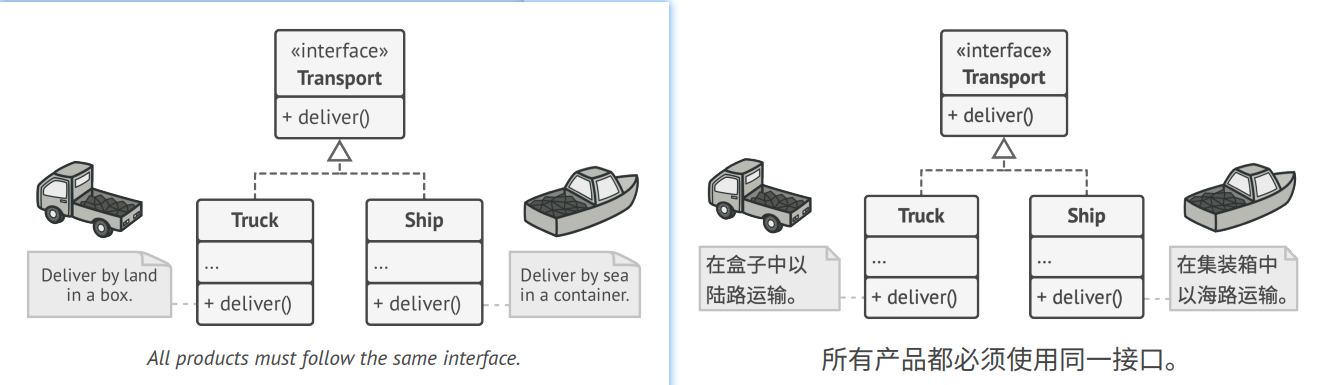 «interface»
Transport
+ deliver()
Truck
...
+ deliver()
Ship
...
+ deliver()
Deliver by land
in a box.
Deliver by sea
in a container.
All products must follow the same interface.
«interface»
Transport
+ deliver()
Truck
...
+ deliver()
Ship
...
+ deliver()
在盒子中以
陆路运输。
在集装箱中
以海路运输。
所有产品都必须使用同一接口。